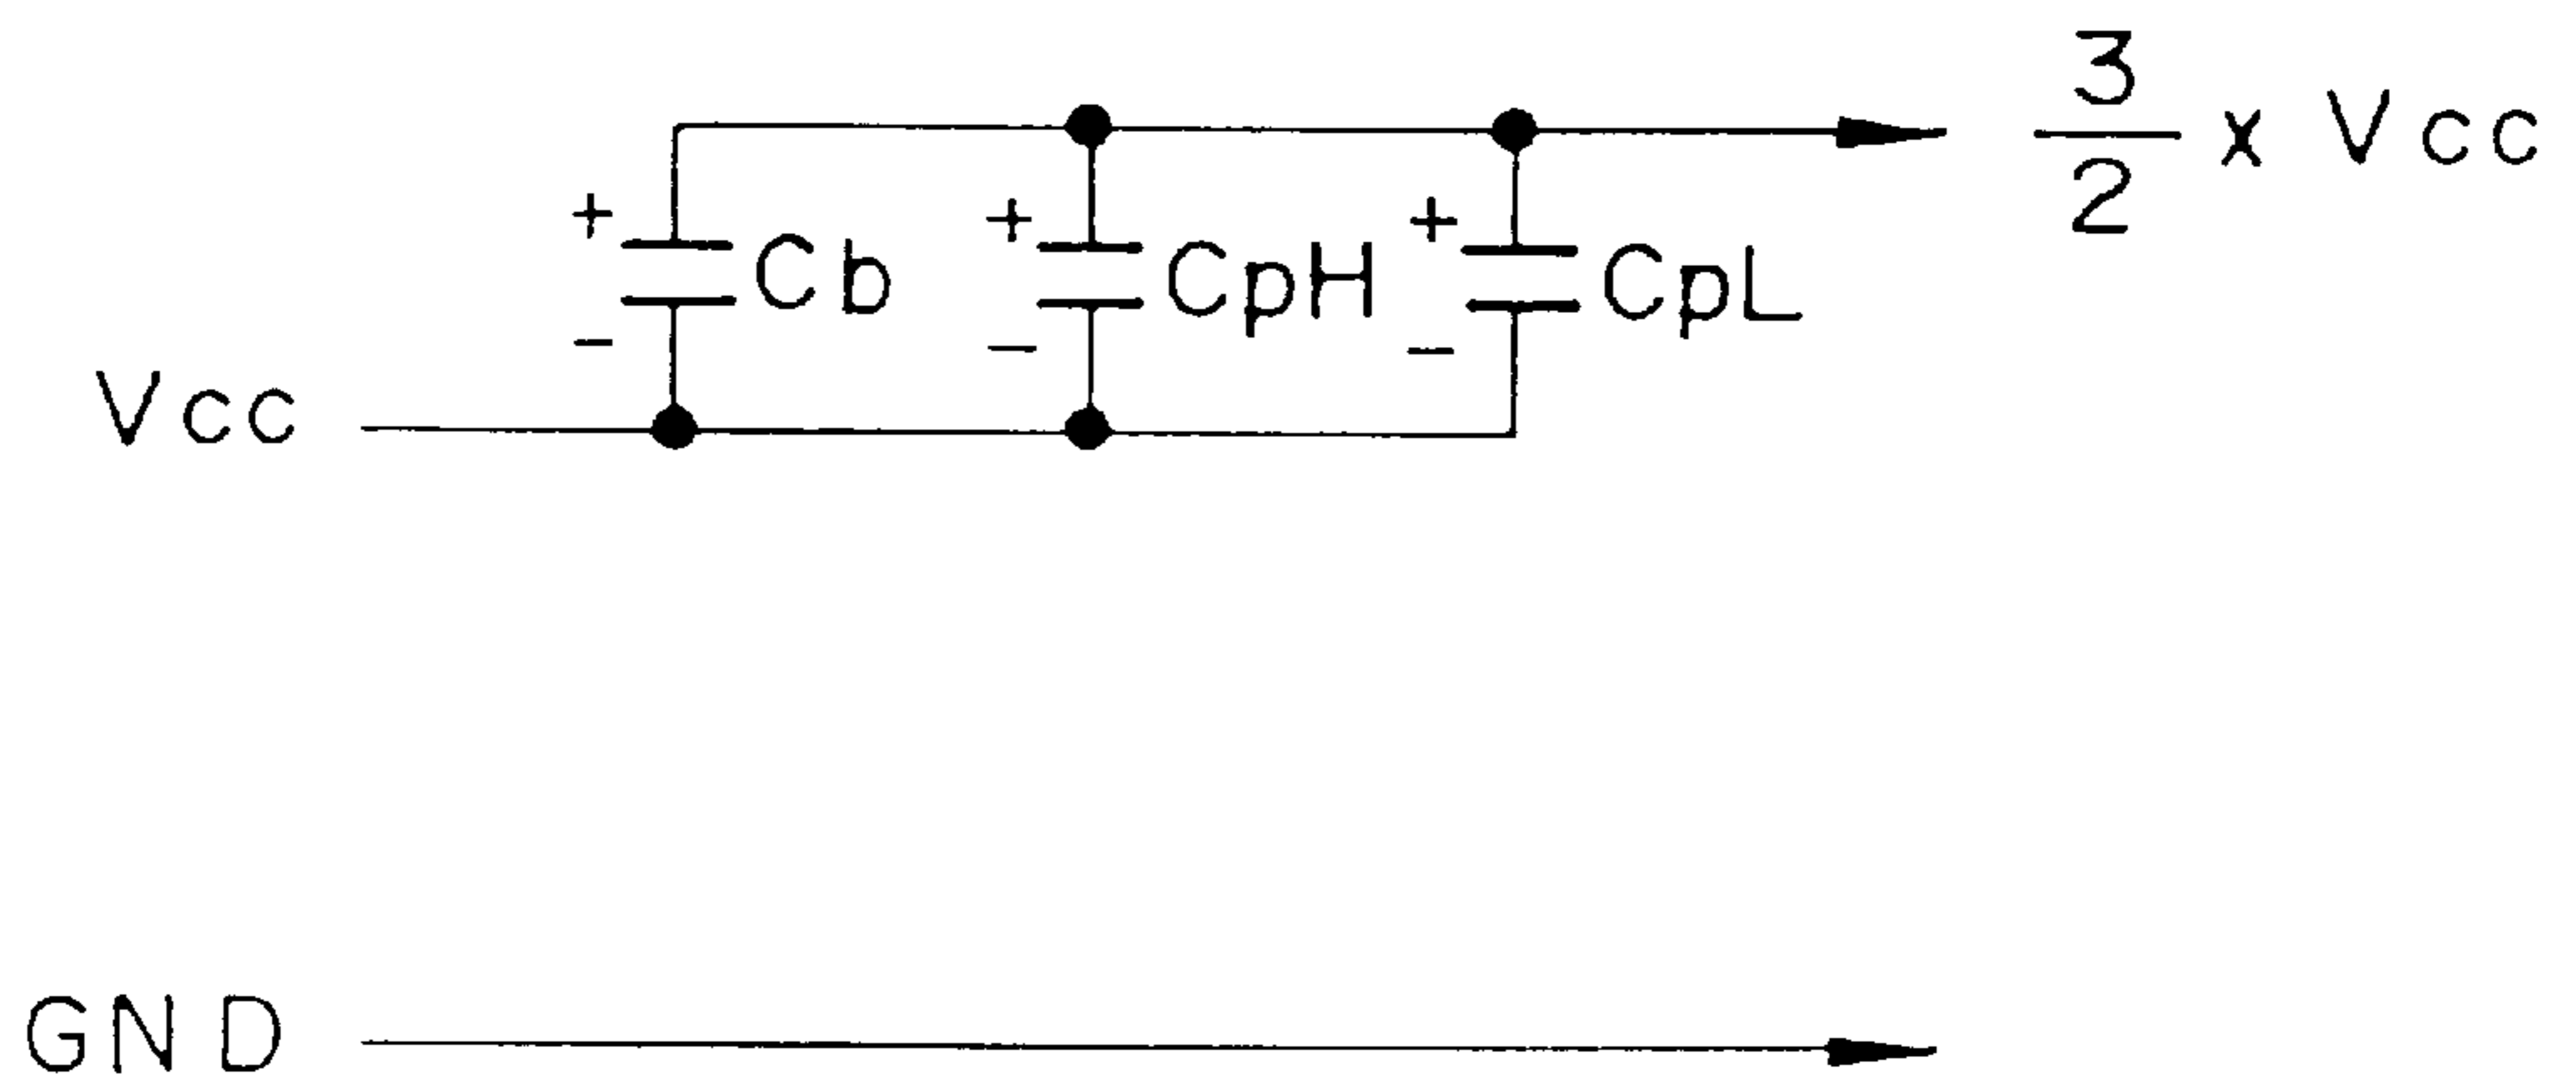 3/2 x Vcc
+ + +
Cb CpH CpL
- - -
Vcc
GND